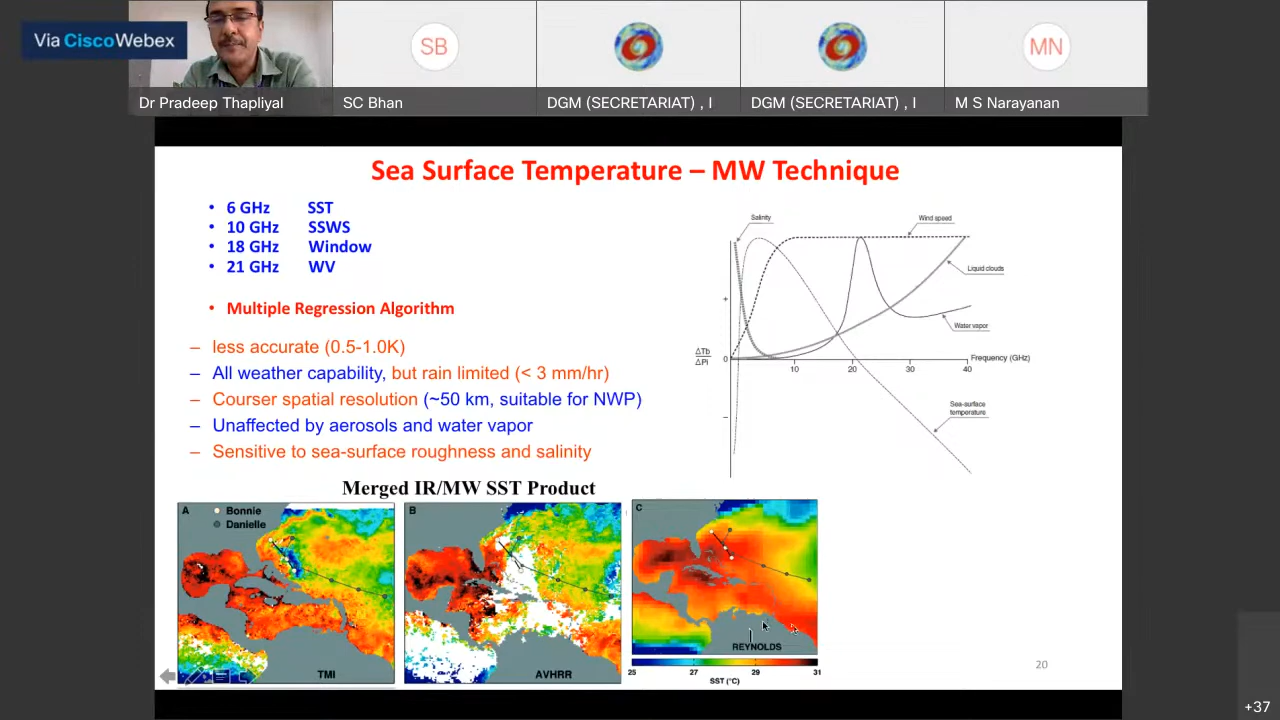 Via CiscoWebex
SB
MN
Dr Pradeep Thapliyal
SC Bhan
DGM (SECRETARIAT) , I
DGM (SECRETARIAT) , I
M S Narayanan
Sea Surface Temperature – MW Technique
• 6 GHz SST
• 10 GHz SSWS
• 18 GHz Window
• 21 GHz WV
• Multiple Regression Algorithm
– less accurate (0.5-1.0K)
– All weather capability, but rain limited (< 3 mm/hr)
– Courser spatial resolution (~50 km, suitable for NWP)
– Unaffected by aerosols and water vapor
– Sensitive to sea-surface roughness and salinity
Salinity
Wind speed
Liquid clouds
Water vapor
+
ΔTb
ΔPi
0
10
20
30
40
Frequency (GHz)
–
Sea-surface
temperature
Merged IR/MW SST Product
A
Bonnie
Danielle
TMI
B
AVHRR
C
REYNOLDS
25
27
29
31
SST (°C)
20
+37